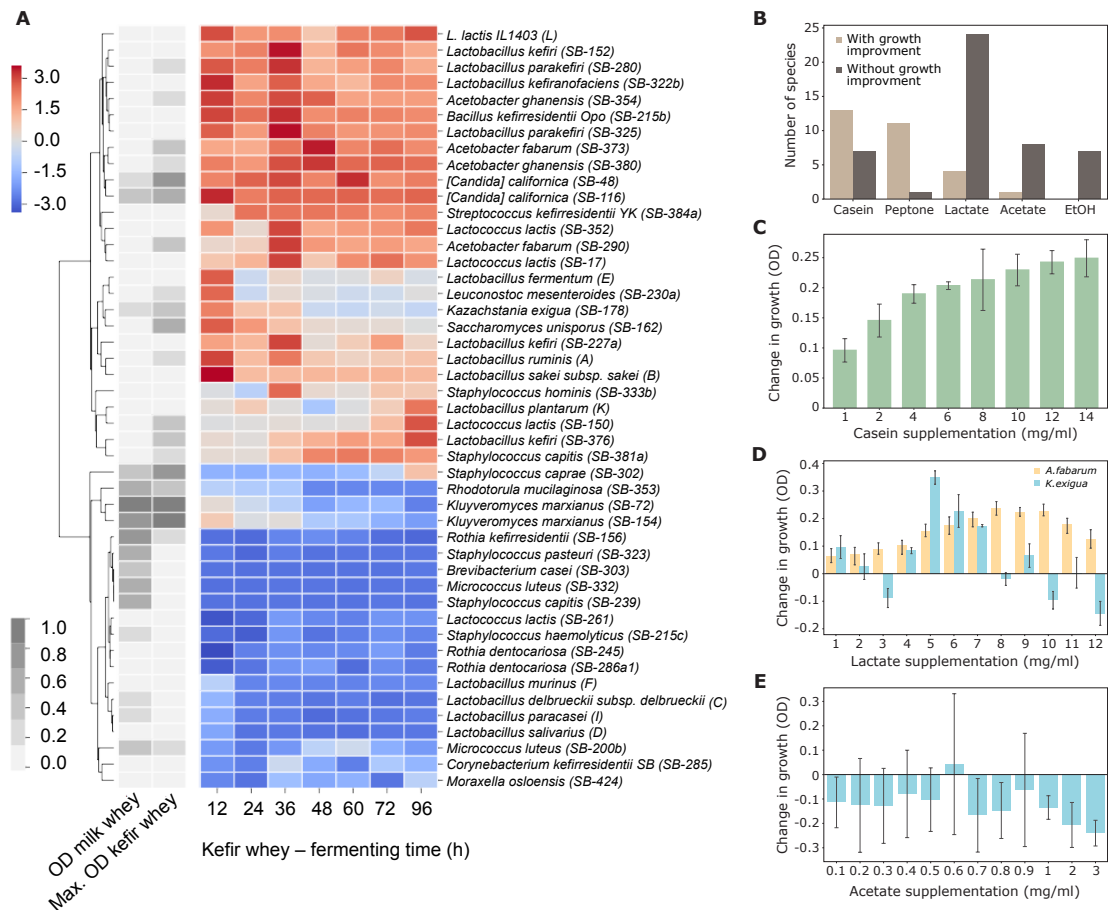 A
3.0
1.5
0.0
-1.5
-3.0
1.0
0.8
0.6
0.4
0.2
0.0
L. lactis IL1403 (L)
Lactobacillus kefiri (SB-152)
Lactobacillus parakefiri (SB-280)
Lactobacillus kefiranofaciens (SB-322b)
Acetobacter ghanensis (SB-354)
Bacillus kefirresidentii Opo (SB-215b)
Lactobacillus parakefiri (SB-325)
Acetobacter fabarum (SB-373)
Acetobacter ghanensis (SB-380)
[Candida] californica (SB-48)
[Candida] californica (SB-116)
Streptococcus kefirresidentii YK (SB-384a)
Lactococcus lactis (SB-352)
Acetobacter fabarum (SB-290)
Lactococcus lactis (SB-17)
Lactobacillus fermentum (E)
Leuconostoc mesenteroides (SB-230a)
Kazachstania exigua (SB-178)
Saccharomyces unisporus (SB-162)
Lactobacillus kefiri (SB-227a)
Lactobacillus ruminis (A)
Lactobacillus sakei subsp. sakei (B)
Staphylococcus hominis (SB-333b)
Lactobacillus plantarum (K)
Lactococcus lactis (SB-150)
Lactobacillus kefiri (SB-376)
Staphylococcus capitis (SB-381a)
Staphylococcus caprae (SB-302)
Rhodotorula mucilaginosa (SB-353)
Kluyveromyces marxianus (SB-72)
Kluyveromyces marxianus (SB-154)
Rothia kefirresidentii (SB-156)
Staphylococcus pasteuri (SB-323)
Brevibacterium casei (SB-303)
Micrococcus luteus (SB-332)
Staphylococcus capitis (SB-239)
Lactococcus lactis (SB-261)
Staphylococcus haemolyticus (SB-215c)
Rothia dentocariosa (SB-245)
Rothia dentocariosa (SB-286a1)
Lactobacillus murinus (F)
Lactobacillus delbrueckii subsp. delbrueckii (C)
Lactobacillus paracasei (I)
Lactobacillus salivarius (D)
Micrococcus luteus (SB-200b)
Corynebacterium kefirresidentii SB (SB-285)
Moraxella osloensis (SB-424)
12 24 36 48 60 72 96
OD milk whey
Max. OD kefir whey
Kefir whey – fermenting time (h)
B
With growth
improvment
Without growth
improvment
Number of species
25
20
15
10
5
0
Casein Peptone Lactate Acetate EtOH
C
Change in growth (OD)
0.25
0.2
0.15
0.1
0.05
0
1 2 4 6 8 10 12 14
Casein supplementation (mg/ml)
D
A.fabarum
K.exigua
Change in growth (OD)
0.4
0.3
0.2
0.1
0
-0.1
-0.2
1 2 3 4 5 6 7 8 9 10 11 12
Lactate supplementation (mg/ml)
E
Change in growth (OD)
0.3
0.2
0.1
0
-0.1
-0.2
-0.3
0.1 0.2 0.3 0.4 0.5 0.6 0.7 0.8 0.9 1 2 3
Acetate supplementation (mg/ml)